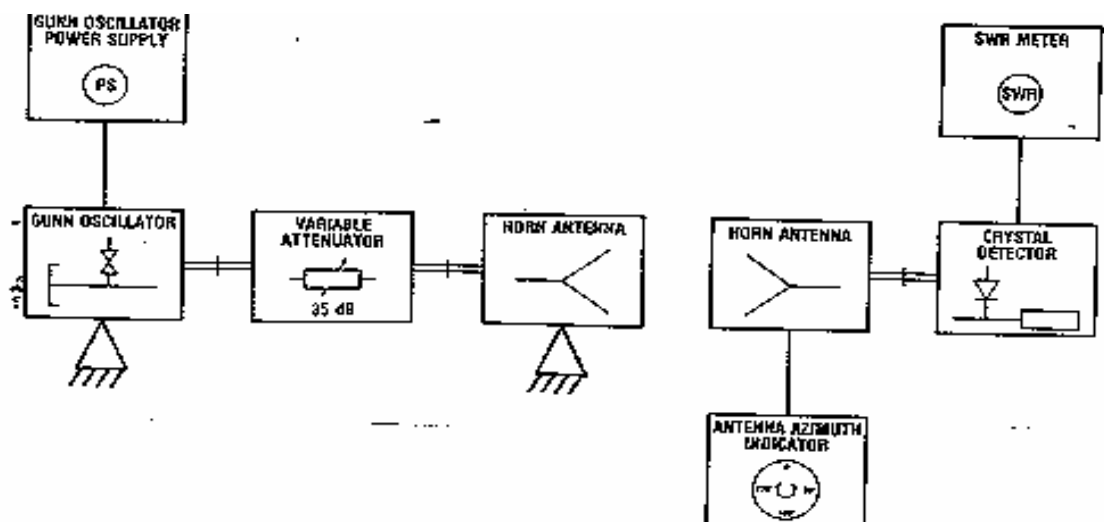 GUNN OSCILLATOR
POWER SUPPLY
PS
SWR METER
SWR
GUNN OSCILLATOR
VARIABLE
ATTENUATOR
35 dB
HORN ANTENNA
HORN ANTENNA
CRYSTAL
DETECTOR
ANTENNA AZIMUTH
INDICATOR